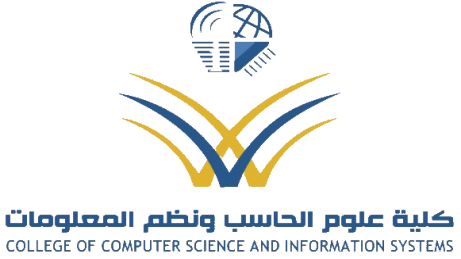 كلية علوم الحاسب ونظم المعلومات
COLLEGE OF COMPUTER SCIENCE AND INFORMATION SYSTEMS